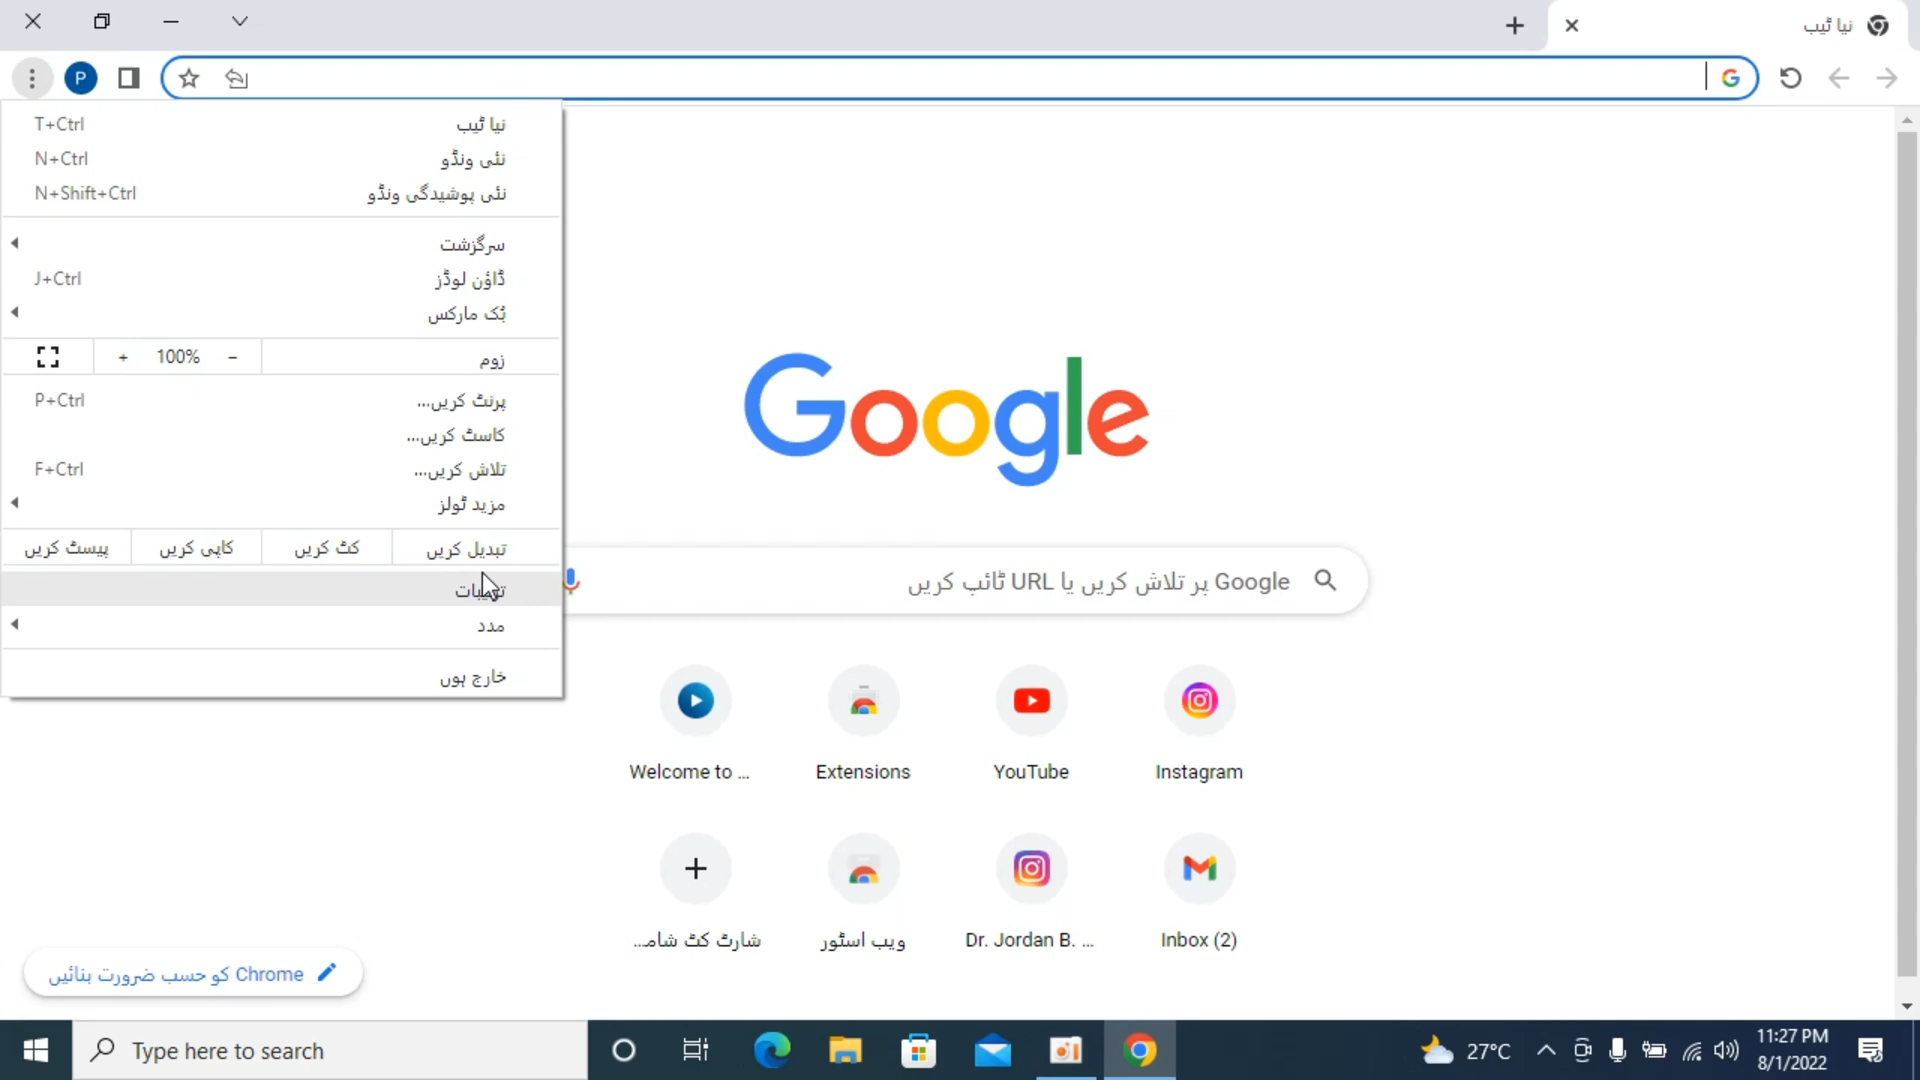 نیا ٹیب
نیا ٹیب T+Ctrl
نئی ونڈو N+Ctrl
نئی پوشیدگی ونڈو N+Shift+Ctrl
سرگزشت
ڈاؤن لوڈز J+Ctrl
بُک مارکس
زوم − 100% +
پرنٹ کریں... P+Ctrl
کاسٹ کریں...
تلاش کریں... F+Ctrl
مزید ٹولز
تبدیل کریں کٹ کریں کاپی کریں پیسٹ کریں
مدد
خارج ہوں
Google
Google پر تلاش کریں یا URL ٹائپ کریں
Welcome to ... Extensions YouTube Instagram
شارٹ کٹ شامـ... ویب اسٹور Dr. Jordan B. ... Inbox (2)
Chrome کو حسب ضرورت بنائیں
Type here to search
27°C
11:27 PM
8/1/2022
P